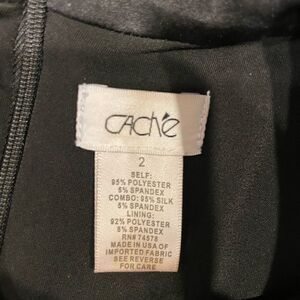 CAChé
2
SELF:
95% POLYESTER
5% SPANDEX
COMBO: 95% SILK
5% SPANDEX
LINING:
92% POLYESTER
8% SPANDEX
RN# 74578
MADE IN USA OF
IMPORTED FABRIC
SEE REVERSE
FOR CARE